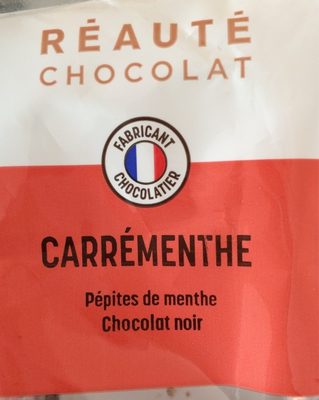 RÉAUTÉ
CHOCOLAT
FABRICANT
CHOCOLATIER
CARRÉMENTHE
Pépites de menthe
Chocolat noir